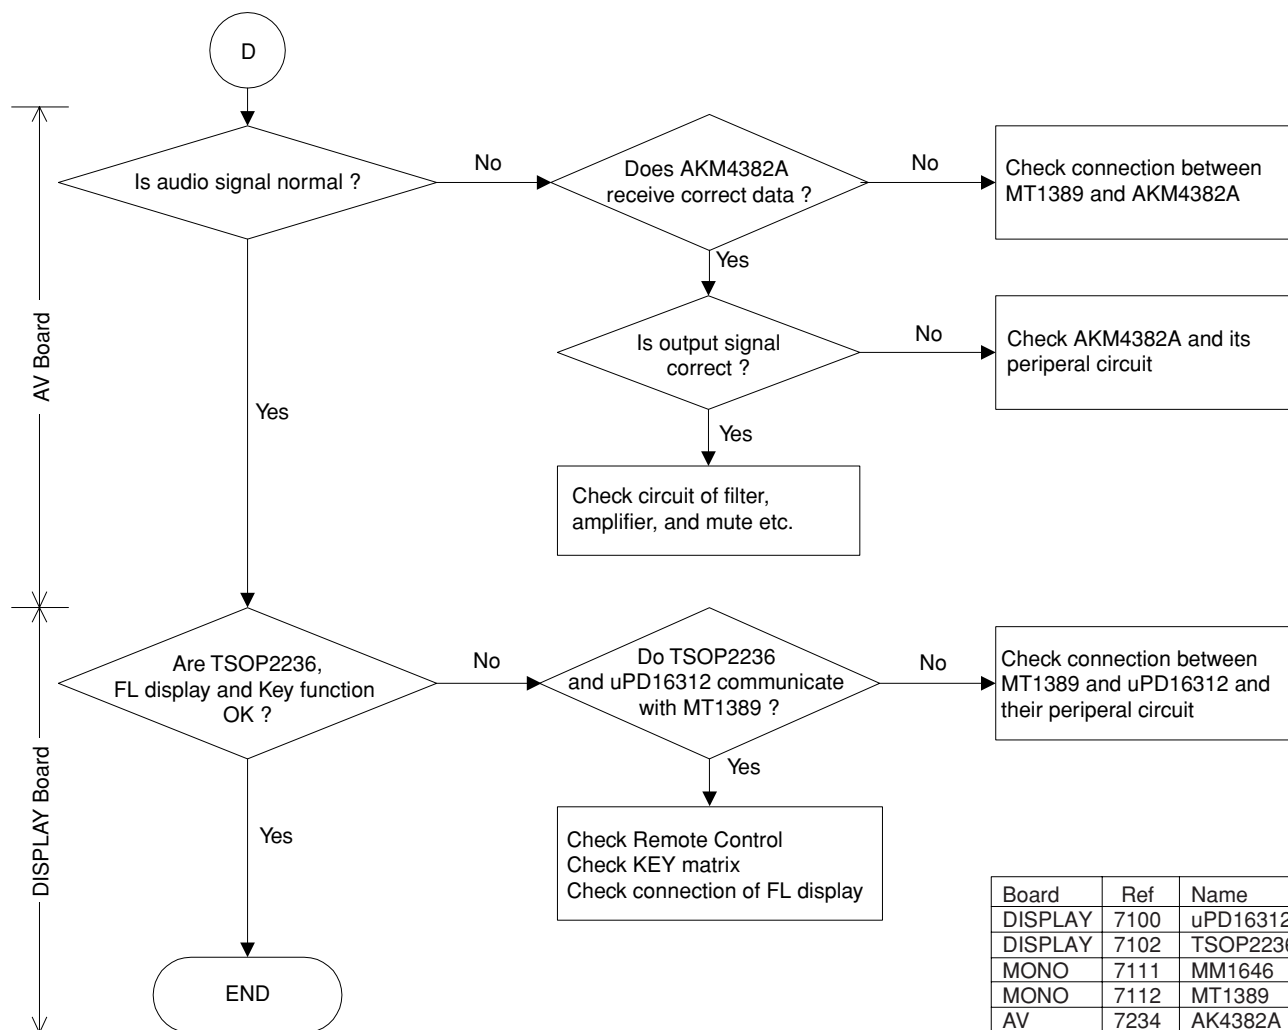 D
Is audio signal normal ?
No
Does AKM4382A
receive correct data ?
No
Check connection between
MT1389 and AKM4382A
Yes
Is output signal
correct ?
No
Check AKM4382A and its
periperal circuit
AV Board
Yes
Yes
Check circuit of filter,
amplifier, and mute etc.
Are TSOP2236,
FL display and Key function
OK ?
No
Do TSOP2236
and uPD16312 communicate
with MT1389 ?
No
Check connection between
MT1389 and uPD16312 and
their periperal circuit
Yes
DISPLAY Board
Yes
Check Remote Control
Check KEY matrix
Check connection of FL display
END
Board Ref Name
DISPLAY 7100 uPD16312
DISPLAY 7102 TSOP2236
MONO 7111 MM1646
MONO 7112 MT1389
AV 7234 AK4382A